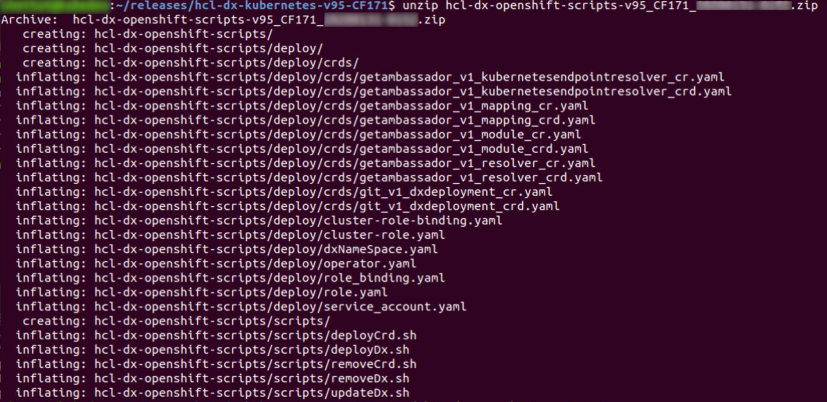 :~/releases/hcl-dx-kubernetes-v95-CF171$ unzip hcl-dx-openshift-scripts-v95_CF171_ .zip
Archive: hcl-dx-openshift-scripts-v95_CF171_ .zip
creating: hcl-dx-openshift-scripts/
creating: hcl-dx-openshift-scripts/deploy/
creating: hcl-dx-openshift-scripts/deploy/crds/
inflating: hcl-dx-openshift-scripts/deploy/crds/getambassador_v1_kubernetesendpointresolver_cr.yaml
inflating: hcl-dx-openshift-scripts/deploy/crds/getambassador_v1_kubernetesendpointresolver_crd.yaml
inflating: hcl-dx-openshift-scripts/deploy/crds/getambassador_v1_mapping_cr.yaml
inflating: hcl-dx-openshift-scripts/deploy/crds/getambassador_v1_mapping_crd.yaml
inflating: hcl-dx-openshift-scripts/deploy/crds/getambassador_v1_module_cr.yaml
inflating: hcl-dx-openshift-scripts/deploy/crds/getambassador_v1_module_crd.yaml
inflating: hcl-dx-openshift-scripts/deploy/crds/getambassador_v1_resolver_cr.yaml
inflating: hcl-dx-openshift-scripts/deploy/crds/getambassador_v1_resolver_crd.yaml
inflating: hcl-dx-openshift-scripts/deploy/crds/git_v1_dxdeployment_cr.yaml
inflating: hcl-dx-openshift-scripts/deploy/crds/git_v1_dxdeployment_crd.yaml
inflating: hcl-dx-openshift-scripts/deploy/cluster-role-binding.yaml
inflating: hcl-dx-openshift-scripts/deploy/cluster-role.yaml
inflating: hcl-dx-openshift-scripts/deploy/dxNameSpace.yaml
inflating: hcl-dx-openshift-scripts/deploy/operator.yaml
inflating: hcl-dx-openshift-scripts/deploy/role_binding.yaml
inflating: hcl-dx-openshift-scripts/deploy/role.yaml
inflating: hcl-dx-openshift-scripts/deploy/service_account.yaml
creating: hcl-dx-openshift-scripts/scripts/
inflating: hcl-dx-openshift-scripts/scripts/deployCrd.sh
inflating: hcl-dx-openshift-scripts/scripts/deployDx.sh
inflating: hcl-dx-openshift-scripts/scripts/removeCrd.sh
inflating: hcl-dx-openshift-scripts/scripts/removeDx.sh
inflating: hcl-dx-openshift-scripts/scripts/updateDx.sh